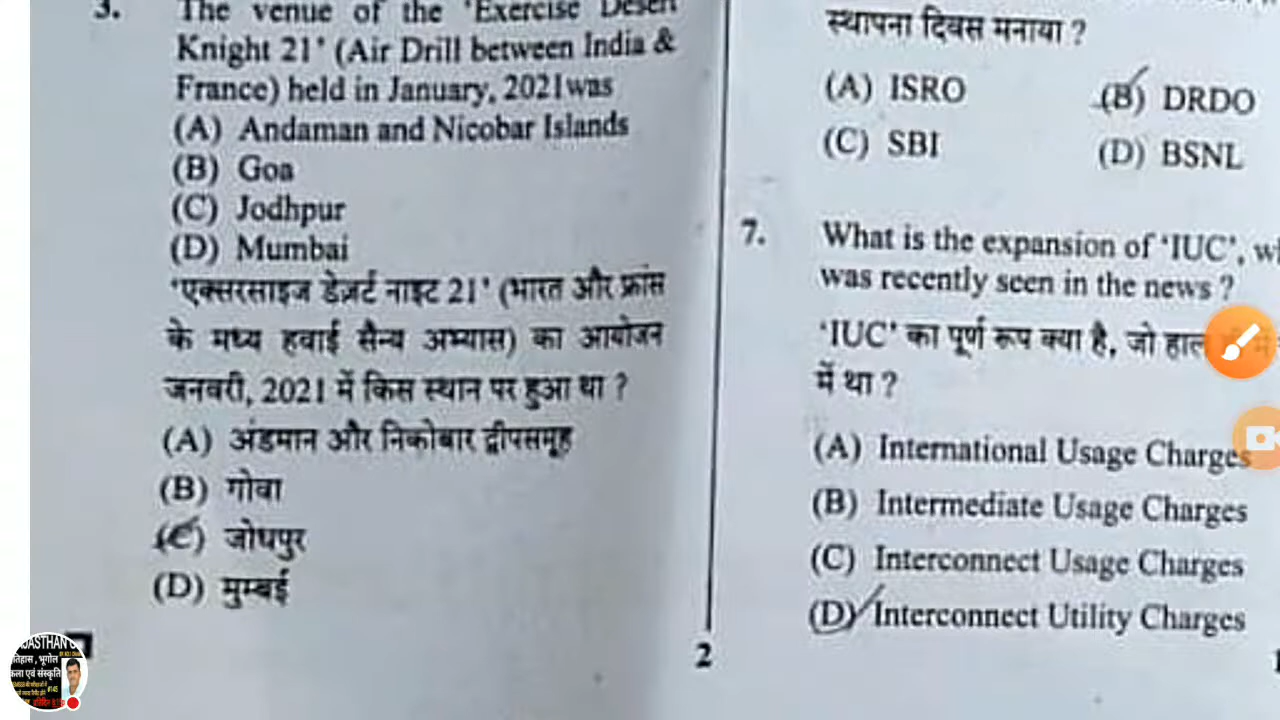 3. The venue of the 'Exercise Desert
Knight 21' (Air Drill between India &
France) held in January, 2021 was
(A) Andaman and Nicobar Islands
(B) Goa
(C) Jodhpur
(D) Mumbai
'एक्सरसाइज डेज़र्ट नाइट 21' (भारत और फ्रांस
के मध्य हवाई सैन्य अभ्यास) का आयोजन
जनवरी, 2021 में किस स्थान पर हुआ था ?
(A) अंडमान और निकोबार द्वीपसमूह
(B) गोवा
(C) जोधपुर
(D) मुम्बई
2
स्थापना दिवस मनाया ?
(A) ISRO (B) DRDO
(C) SBI (D) BSNL
7. What is the expansion of 'IUC',
was recently seen in the news ?
'IUC' का पूर्ण रूप क्या है, जो
में था ?
(A) International Usage Charges
(B) Intermediate Usage Charges
(C) Interconnect Usage Charges
(D) Interconnect Utility Charges